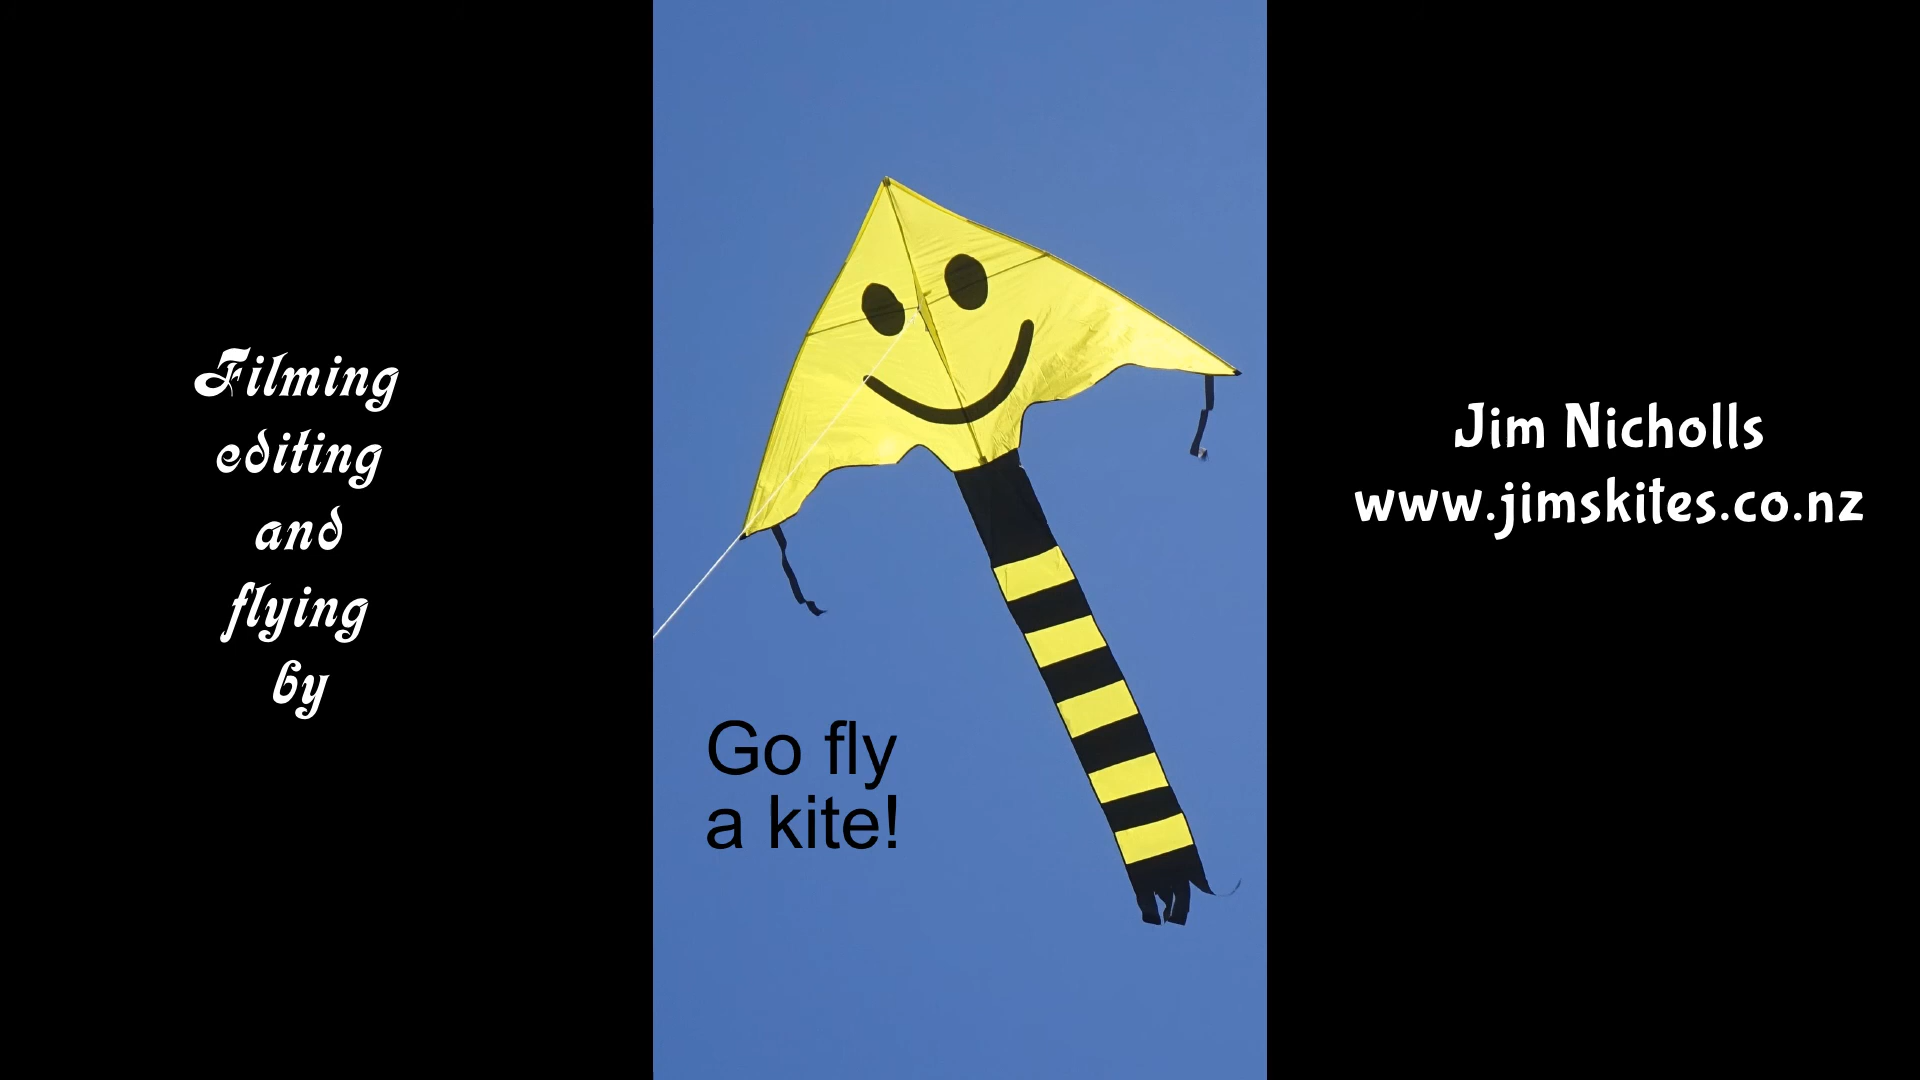 Filming
editing
and
flying
by
Go fly
a kite!
Jim Nicholls
www.jimskites.co.nz